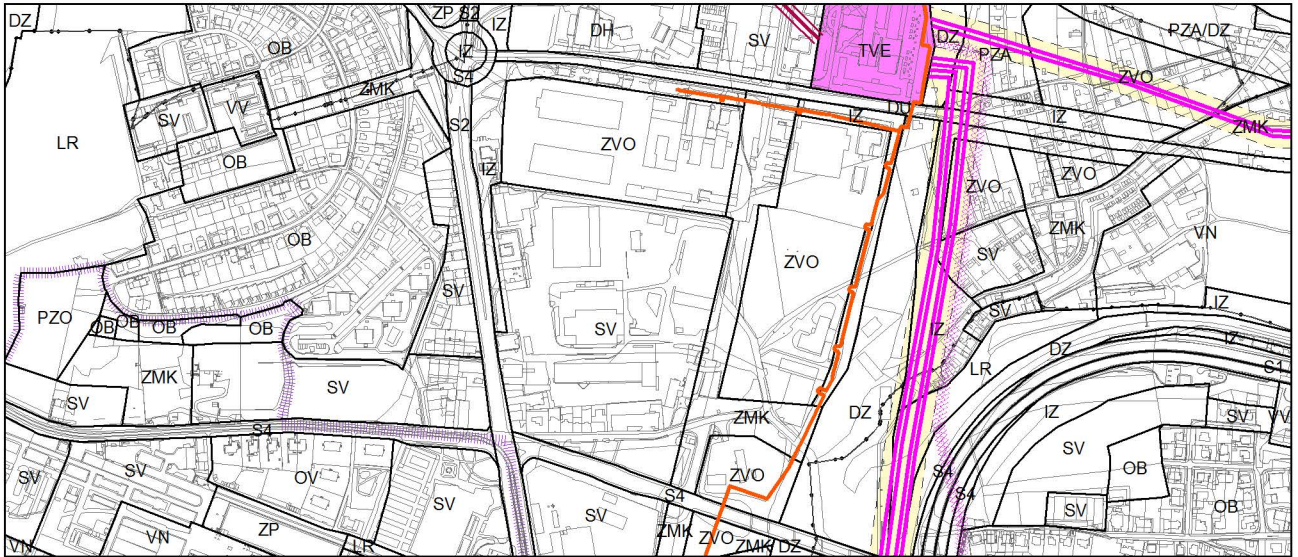 DZ
ZP
S2
IZ
DH
SV
TVE
DZ
PZA
PZA/DZ
OB
IZ
S4
ZMK
ZVO
SV
VV
S2
ZVO
IZ
IZ
ZMK
LR
OB
IZ
ZVO
ZVO
OB
ZMK
VN
ZVO
SV
SV
IZ
SV
PZO
OB
OB
OB
OB
SV
IZ
DZ
IZ
LR
S1
ZMK
SV
SV
ZMK
DZ
IZ
SV
SV
VV
S4
SV
OB
SV
SV
OV
SV
ZVO
S4
S4
S4
OB
SV
VN
VN
ZP
LR
SV
ZMK
ZVO
ZMK
DZ